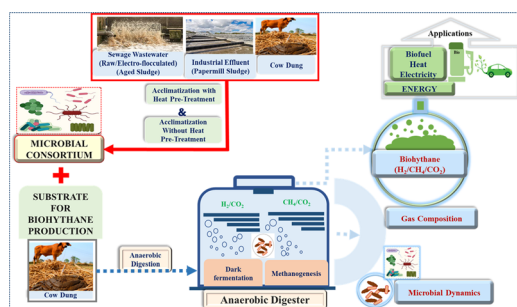 Applications
Biofuel
Heat
Electricity
Bio
ENERGY
Sewage Wastewater
(Raw/Electro-flocculated)
(Aged Sludge)
Industrial Effluent
(Papermill Sludge)
Cow Dung
Acclimatization with
Heat Pre-Treatment
&
Acclimatization
Without Heat
Pre-Treatment
MICROBIAL
CONSORTIUM
SUBSTRATE
FOR
BIOHYTHANE
PRODUCTION
Cow Dung
Anaerobic
Digestion
H₂/CO₂
CH₄/CO₂
Dark
fermentation
Methanogenesis
Anaerobic Digester
Biohythane
(H₂/CH₄/CO₂)
Gas Composition
Microbial Dynamics